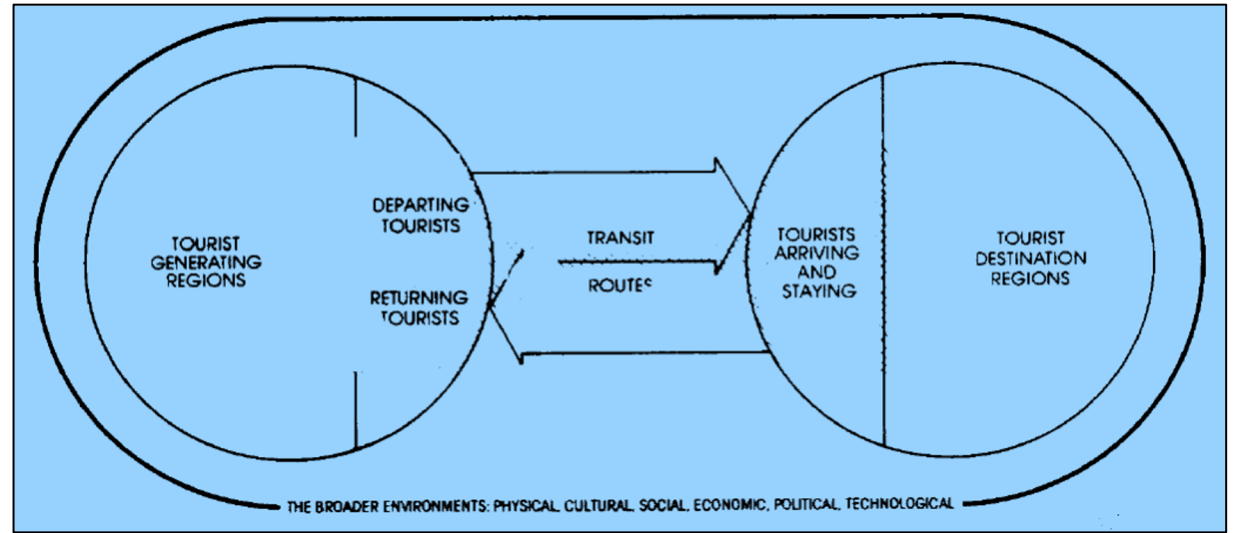 TOURIST
GENERATING
REGIONS
DEPARTING
TOURISTS
RETURNING
TOURISTS
TRANSIT
ROUTES
TOURISTS
ARRIVING
AND
STAYING
TOURIST
DESTINATION
REGIONS
THE BROADER ENVIRONMENTS: PHYSICAL, CULTURAL, SOCIAL, ECONOMIC, POLITICAL, TECHNOLOGICAL